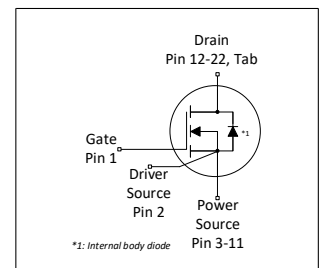 Drain
Pin 12-22, Tab
*1
Gate
Pin 1
Driver
Source
Pin 2
Power
Source
Pin 3-11
*1: Internal body diode